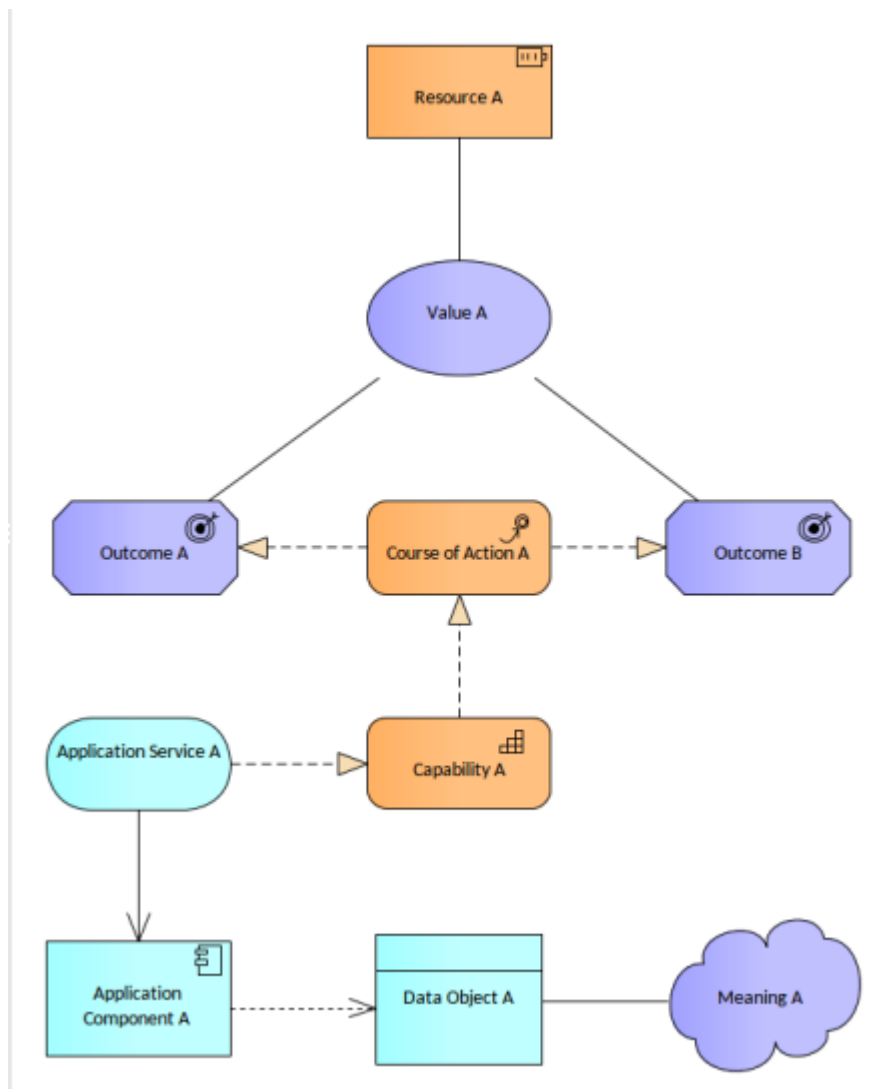 Resource A
Value A
Outcome A
Course of Action A
Outcome B
Application Service A
Capability A
Application
Component A
Data Object A
Meaning A